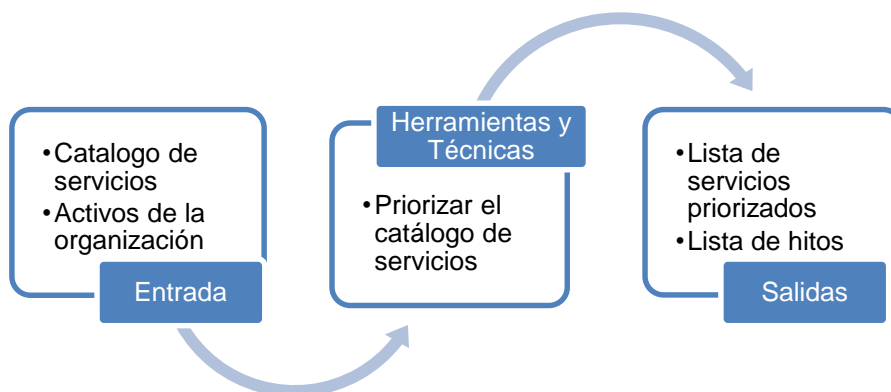 •Catalogo de
servicios
•Activos de la
organización
Entrada
Herramientas y
Técnicas
•Priorizar el
catálogo de
servicios
•Lista de
servicios
priorizados
•Lista de hitos
Salidas